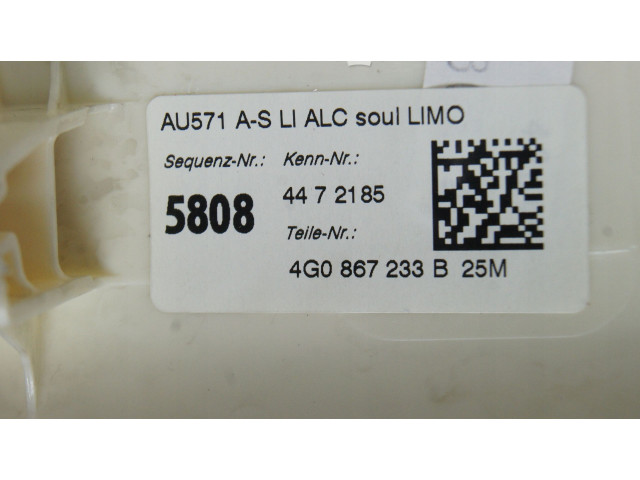 AU571 A-S LI ALC soul LIMO
Sequenz-Nr.: Kenn-Nr.:
5808 44 7 2185
Teile-Nr.:
4G0 867 233 B 25M